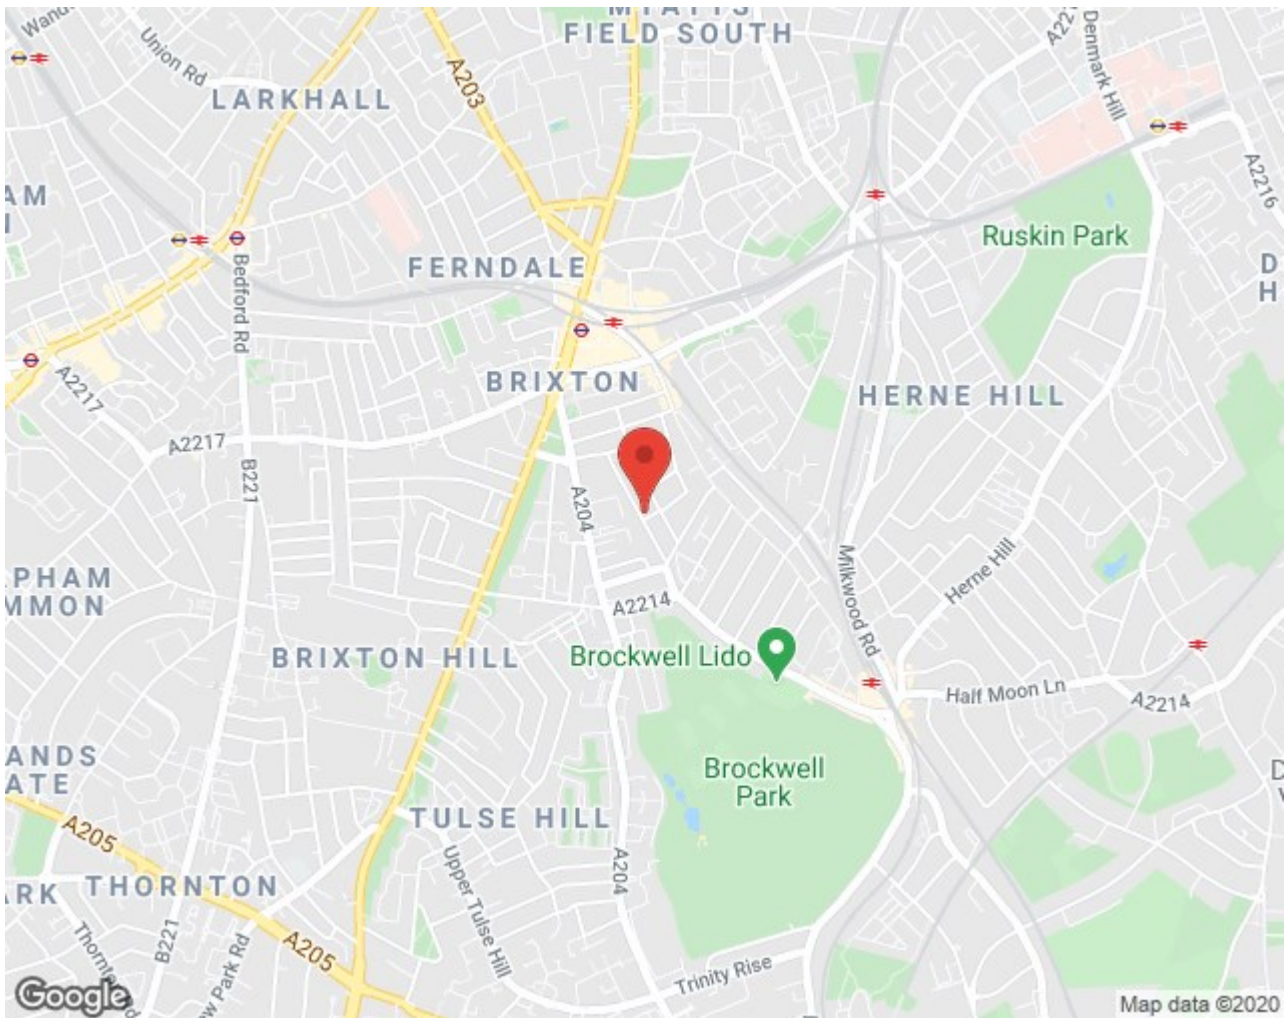 MYATTS
FIELD SOUTH
Union Rd
LARKHALL
A203
Denmark Hill
A2216
Ruskin Park
FERNDALE
Bedford Rd
BRIXTON
HERNE HILL
A2217
A2217
B221
A204
Milkwood Rd
Herne Hill
A2214
BRIXTON HILL
Brockwell Lido
Half Moon Ln
A2214
Brockwell
Park
TULSE HILL
A205
Upper Tulse Hill
A204
THORNTON
B221
A205
Trinity Rise
Google
Map data ©2020